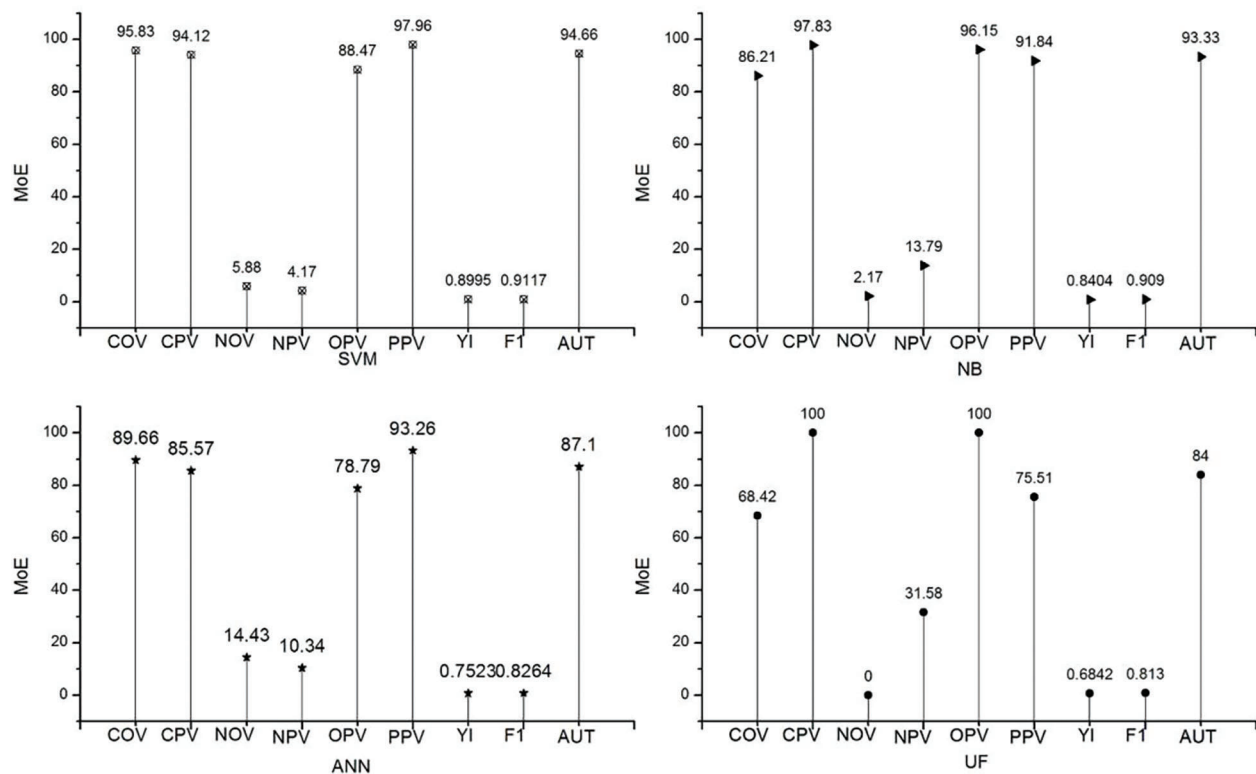 MoE
100
80
60
40
20
0
95.83 94.12 5.88 4.17 88.47 97.96 0.8995 0.9117 94.66
COV CPV NOV NPV OPV PPV YI F1 AUT
SVM
MoE
100
80
60
40
20
0
86.21 97.83 2.17 13.79 96.15 91.84 0.8404 0.909 93.33
COV CPV NOV NPV OPV PPV YI F1 AUT
NB
MoE
100
80
60
40
20
0
89.66 85.57 14.43 10.34 78.79 93.26 0.7523 0.8264 87.1
COV CPV NOV NPV OPV PPV YI F1 AUT
ANN
MoE
100
80
60
40
20
0
68.42 100 0 31.58 100 75.51 0.6842 0.813 84
COV CPV NOV NPV OPV PPV YI F1 AUT
UF